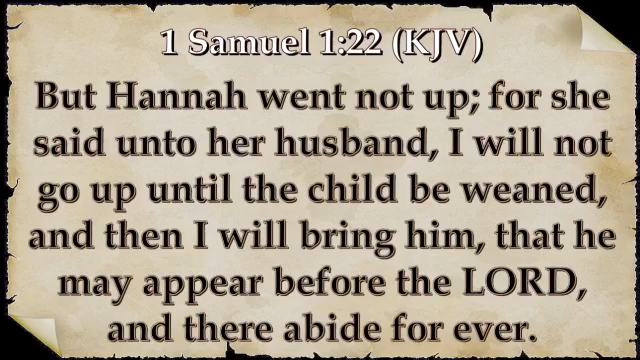 1 Samuel 1:22 (KJV)
But Hannah went not up; for she
said unto her husband, I will not
go up until the child be weaned,
and then I will bring him, that he
may appear before the LORD,
and there abide for ever.